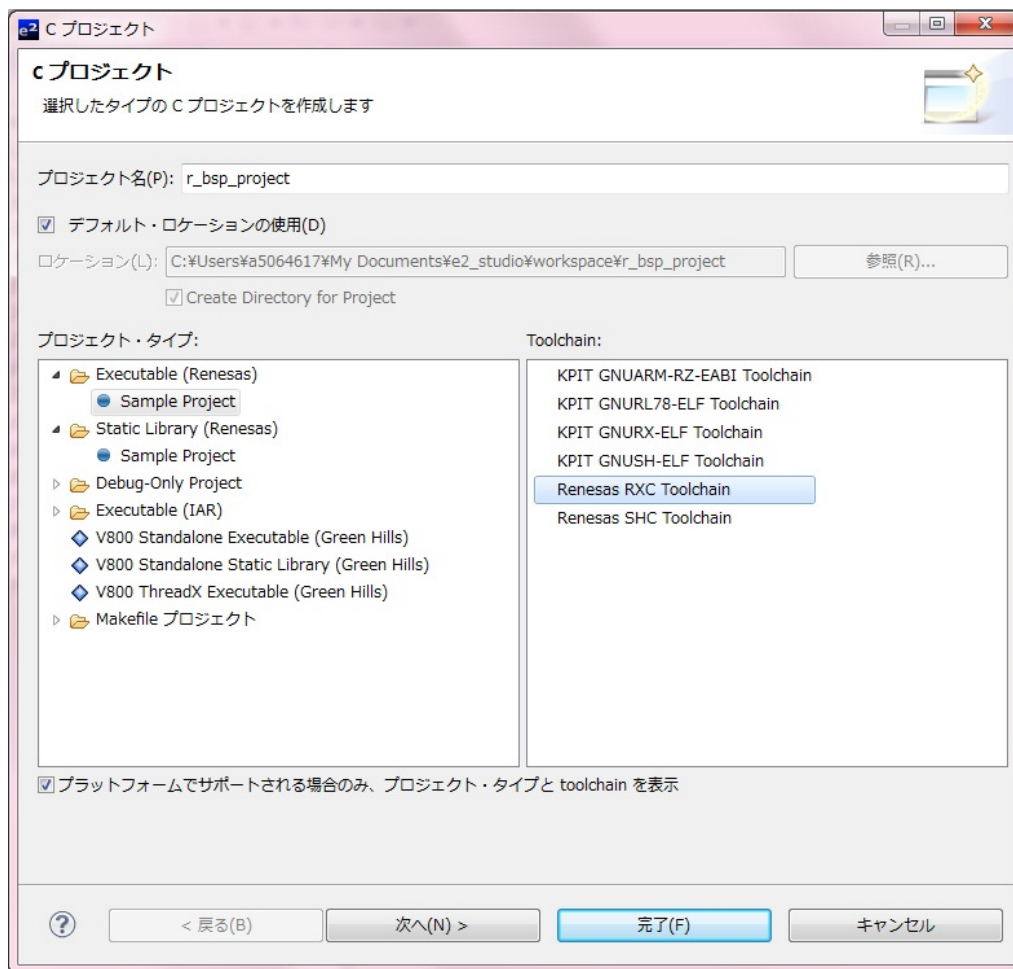 e² C プロジェクト
C プロジェクト
選択したタイプの C プロジェクトを作成します
プロジェクト名(P): r_bsp_project
デフォルト・ロケーションの使用(D)
ロケーション(L): C:¥Users¥a5064617¥My Documents¥e2_studio¥workspace¥r_bsp_project 参照(R)...
Create Directory for Project
プロジェクト・タイプ:
Executable (Renesas)
Sample Project
Static Library (Renesas)
Sample Project
Debug-Only Project
Executable (IAR)
V800 Standalone Executable (Green Hills)
V800 Standalone Static Library (Green Hills)
V800 ThreadX Executable (Green Hills)
Makefile プロジェクト
Toolchain:
KPIT GNUARM-RZ-EABI Toolchain
KPIT GNURL78-ELF Toolchain
KPIT GNURX-ELF Toolchain
KPIT GNUSH-ELF Toolchain
Renesas RXC Toolchain
Renesas SHC Toolchain
プラットフォームでサポートされる場合のみ、プロジェクト・タイプと toolchain を表示
? < 戻る(B) 次へ(N) > 完了(F) キャンセル